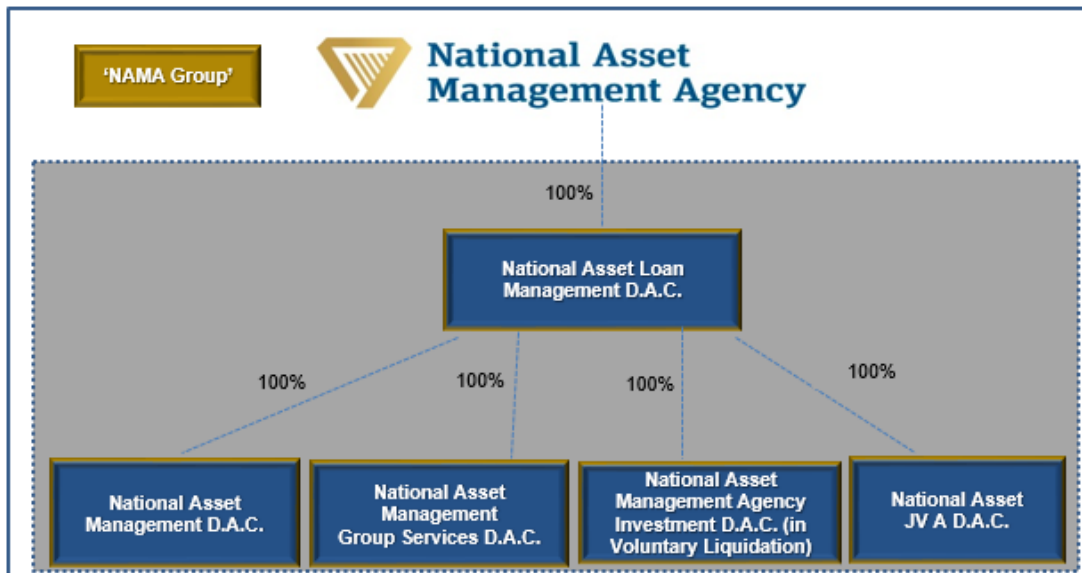 ‘NAMA Group’
National Asset
Management Agency
100%
National Asset Loan
Management D.A.C.
100%
100%
100%
100%
National Asset
Management D.A.C.
National Asset
Management
Group Services D.A.C.
National Asset
Management Agency
Investment D.A.C. (in
Voluntary Liquidation)
National Asset
JV A D.A.C.